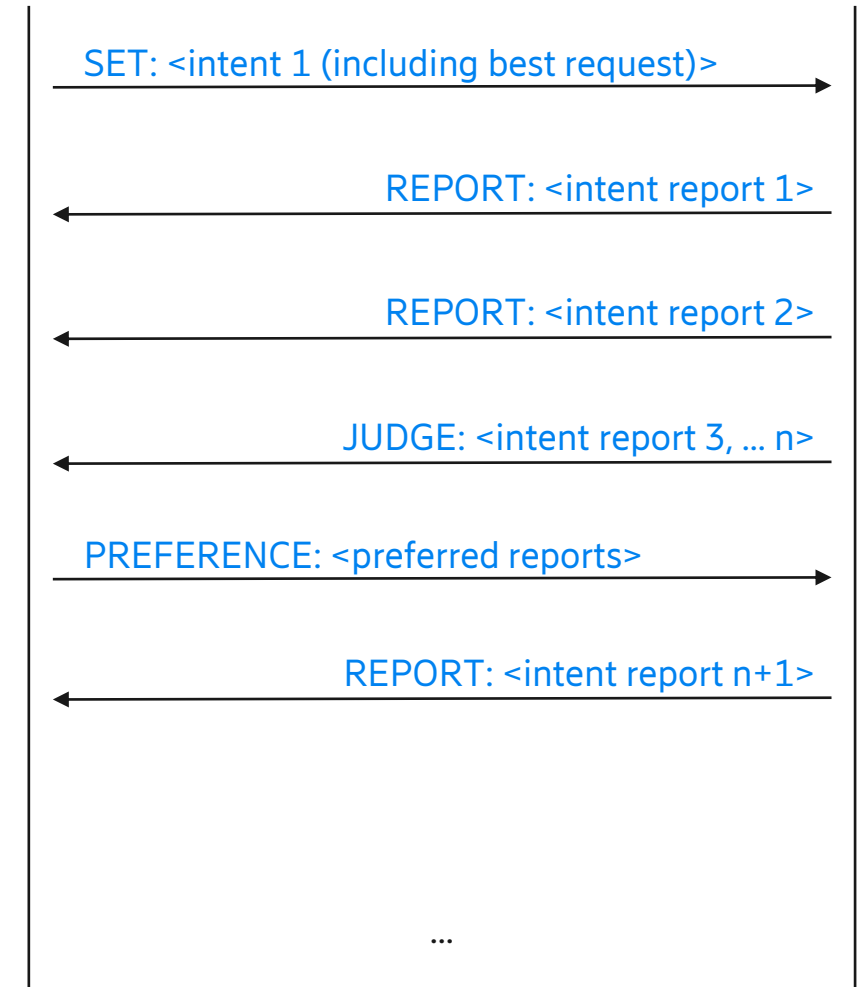 SET: <intent 1 (including best request)>
REPORT: <intent report 1>
REPORT: <intent report 2>
JUDGE: <intent report 3, ... n>
PREFERENCE: <preferred reports>
REPORT: <intent report n+1>
...